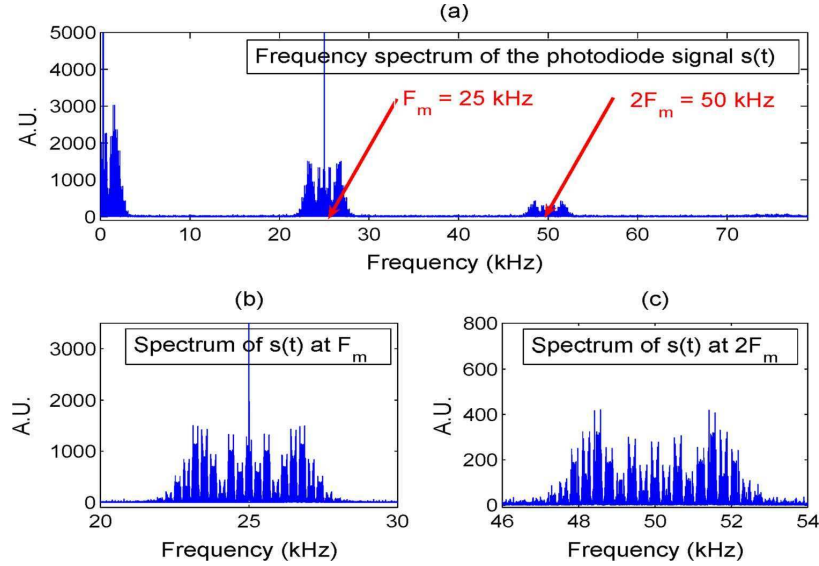 (a)
Frequency spectrum of the photodiode signal s(t)
F_m = 25 kHz
2F_m = 50 kHz
A.U.
5000
4000
3000
2000
1000
0
0 10 20 30 40 50 60 70
Frequency (kHz)
(b)
Spectrum of s(t) at F_m
A.U.
3000
2000
1000
0
20 25 30
Frequency (kHz)
(c)
Spectrum of s(t) at 2F_m
A.U.
800
600
400
200
0
46 48 50 52 54
Frequency (kHz)